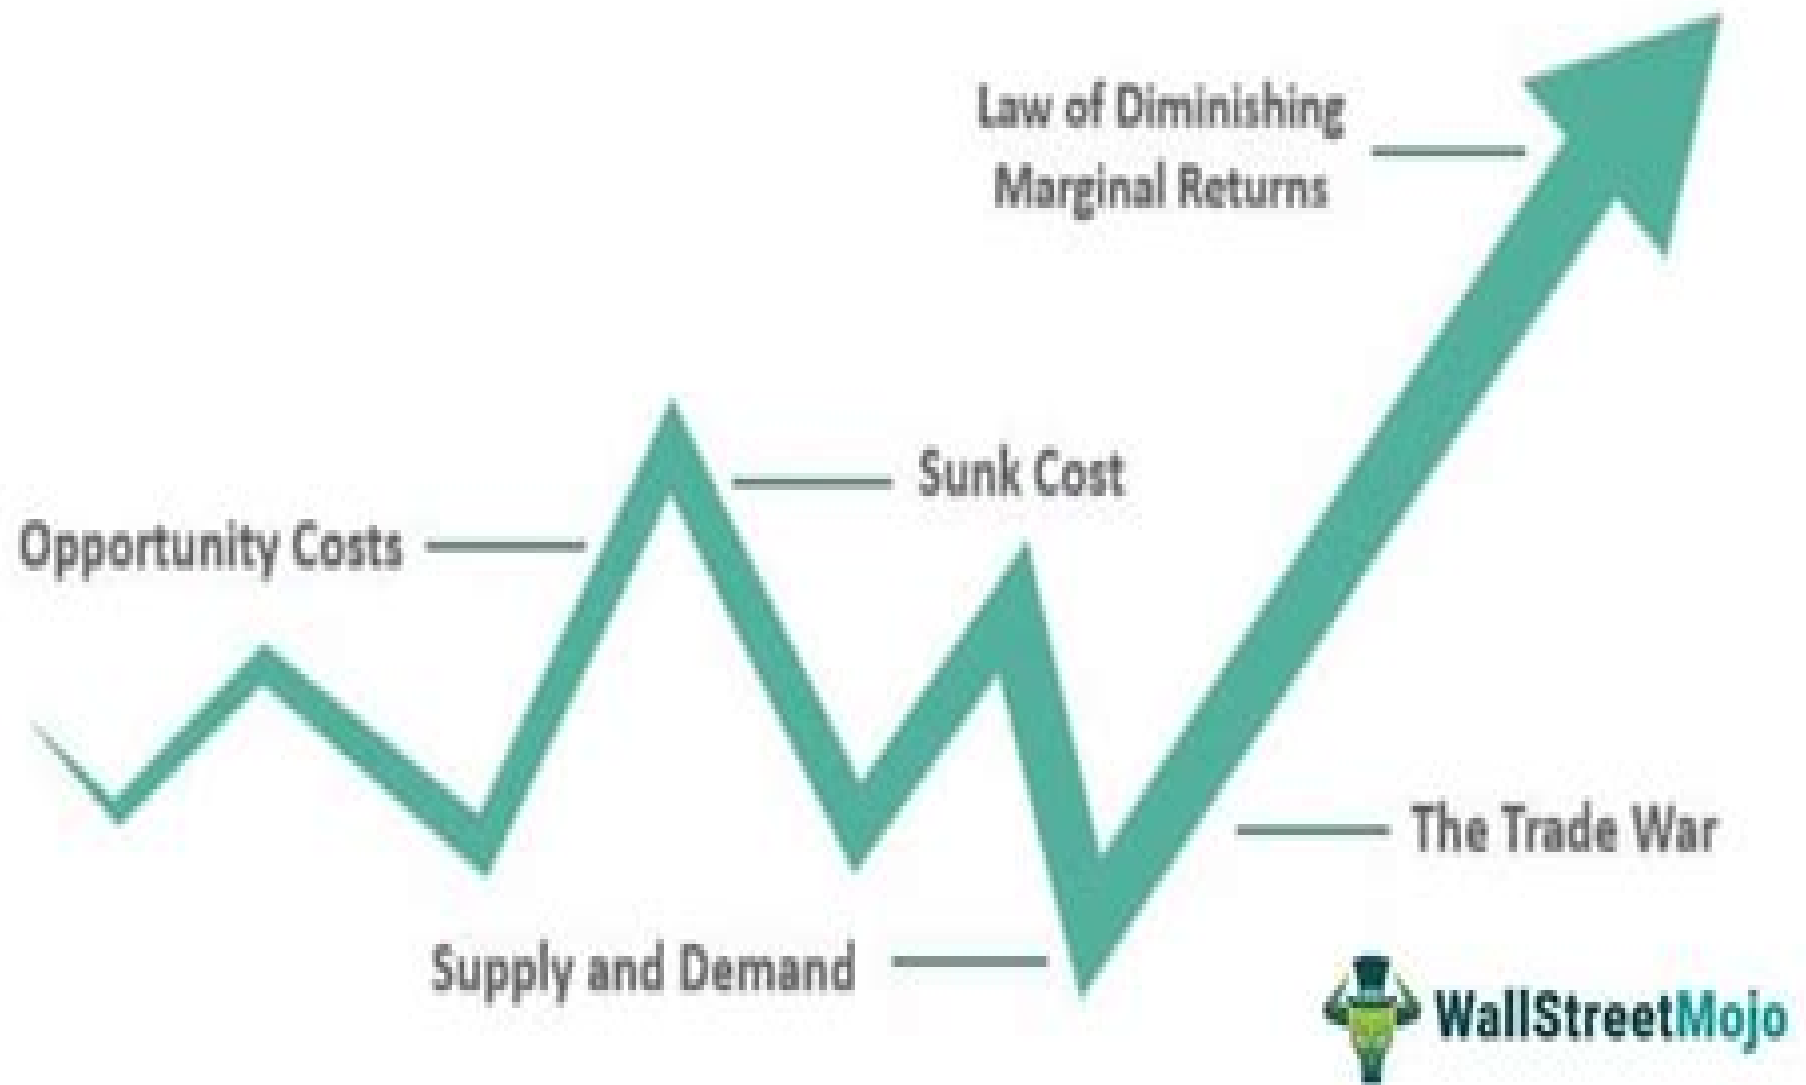 Law of Diminishing
Marginal Returns
Sunk Cost
Opportunity Costs
The Trade War
Supply and Demand
WallStreetMojo